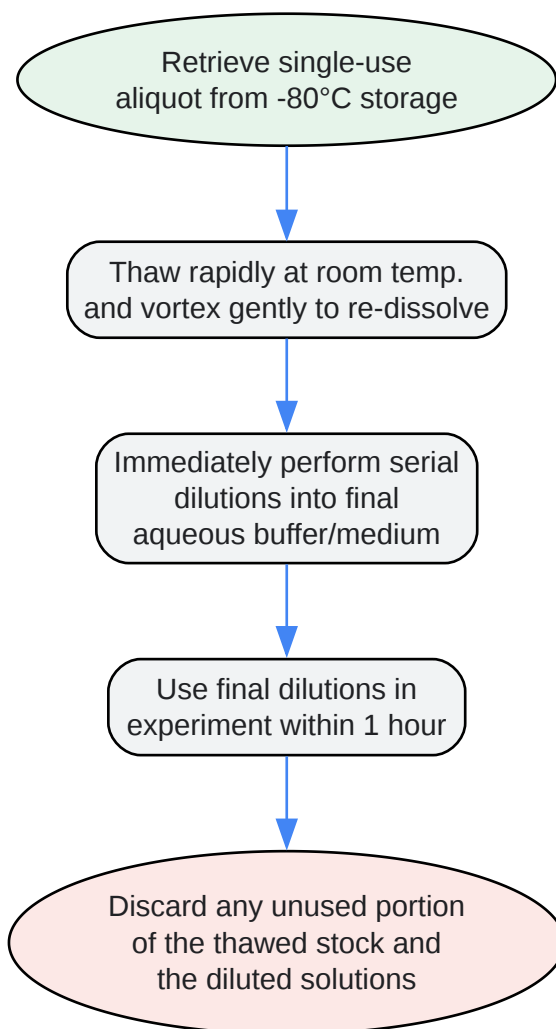 Retrieve single-use
aliquot from -80°C storage
Thaw rapidly at room temp.
and vortex gently to re-dissolve
Immediately perform serial
dilutions into final
aqueous buffer/medium
Use final dilutions in
experiment within 1 hour
Discard any unused portion
of the thawed stock and
the diluted solutions